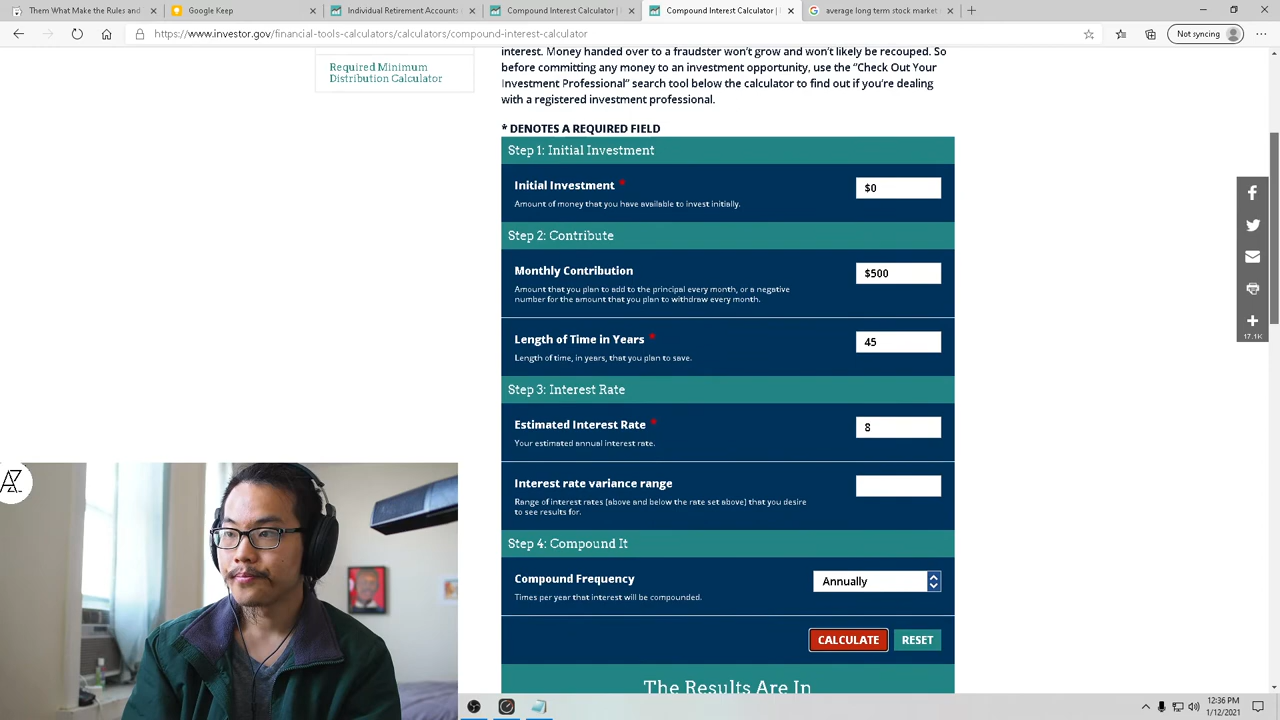 Them What Make the Rules and
Google Keep
Individual Retirement Accounts
Compound Interest Calculator |
Compound Interest Calculator |
average long term stock market
https://www.investor.gov/financial-tools-calculators/calculators/compound-interest-calculator
Not syncing
Required Minimum
Distribution Calculator
interest. Money handed over to a fraudster won't grow and won't likely be recouped. So
before committing any money to an investment opportunity, use the "Check Out Your
Investment Professional" search tool below the calculator to find out if you're dealing
with a registered investment professional.
* DENOTES A REQUIRED FIELD
Step 1: Initial Investment
Initial Investment *
$0
Amount of money that you have available to invest initially.
Step 2: Contribute
Monthly Contribution
$500
Amount that you plan to add to the principal every month, or a negative
number for the amount that you plan to withdraw every month.
Length of Time in Years *
45
Length of time, in years, that you plan to save.
Step 3: Interest Rate
Estimated Interest Rate *
8
Your estimated annual interest rate.
Interest rate variance range
Range of interest rates (above and below the rate set above) that you desire
to see results for.
Step 4: Compound It
Compound Frequency
Annually
Times per year that interest will be compounded.
CALCULATE
RESET
The Results Are In
17.1K
AZ
12:36 PM
1/12/2021